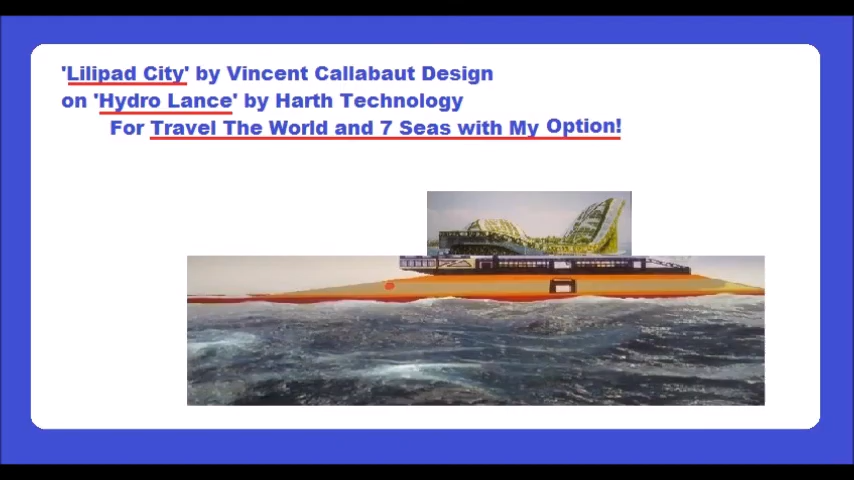 'Lilipad City' by Vincent Callabaut Design
on 'Hydro Lance' by Harth Technology
For Travel The World and 7 Seas with My Option!